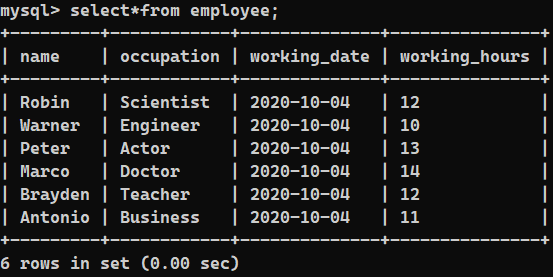 mysql> select*from employee;
+---------+------------+--------------+---------------+
| name    | occupation | working_date | working_hours |
+---------+------------+--------------+---------------+
| Robin   | Scientist  | 2020-10-04   | 12            |
| Warner  | Engineer   | 2020-10-04   | 10            |
| Peter   | Actor      | 2020-10-04   | 13            |
| Marco   | Doctor     | 2020-10-04   | 14            |
| Brayden | Teacher    | 2020-10-04   | 12            |
| Antonio | Business   | 2020-10-04   | 11            |
+---------+------------+--------------+---------------+
6 rows in set (0.00 sec)